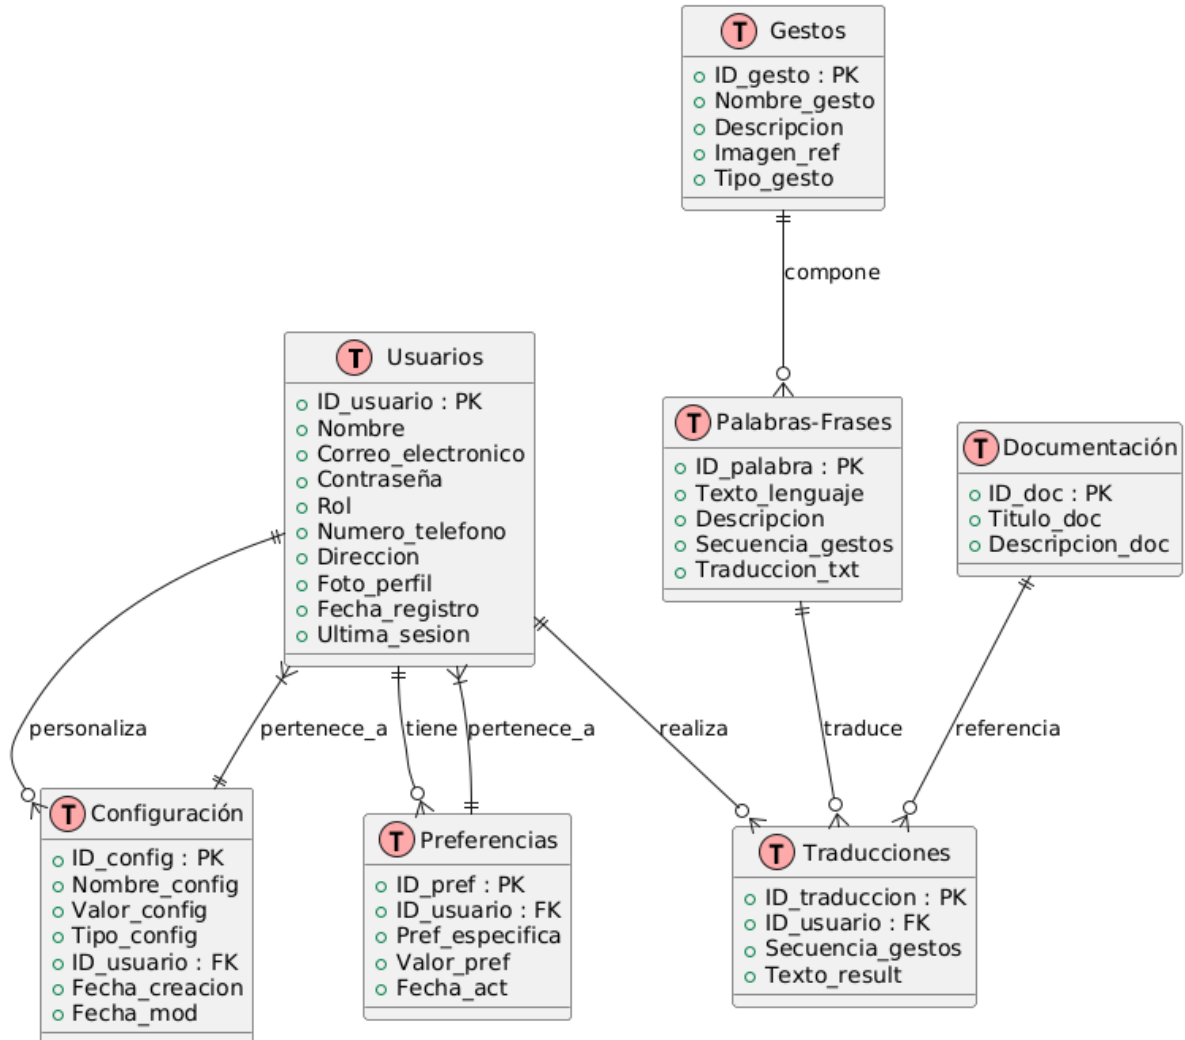 T Gestos
ID_gesto : PK
Nombre_gesto
Descripcion
Imagen_ref
Tipo_gesto
compone
T Usuarios
ID_usuario : PK
Nombre
Correo_electronico
Contraseña
Rol
Numero_telefono
Direccion
Foto_perfil
Fecha_registro
Ultima_sesion
T Palabras-Frases
ID_palabra : PK
Texto_lenguaje
Descripcion
Secuencia_gestos
Traduccion_txt
T Documentación
ID_doc : PK
Titulo_doc
Descripcion_doc
personaliza
pertenece_a
tiene
pertenece_a
realiza
traduce
referencia
T Configuración
ID_config : PK
Nombre_config
Valor_config
Tipo_config
ID_usuario : FK
Fecha_creacion
Fecha_mod
T Preferencias
ID_pref : PK
ID_usuario : FK
Pref_especifica
Valor_pref
Fecha_act
T Traducciones
ID_traduccion : PK
ID_usuario : FK
Secuencia_gestos
Texto_result